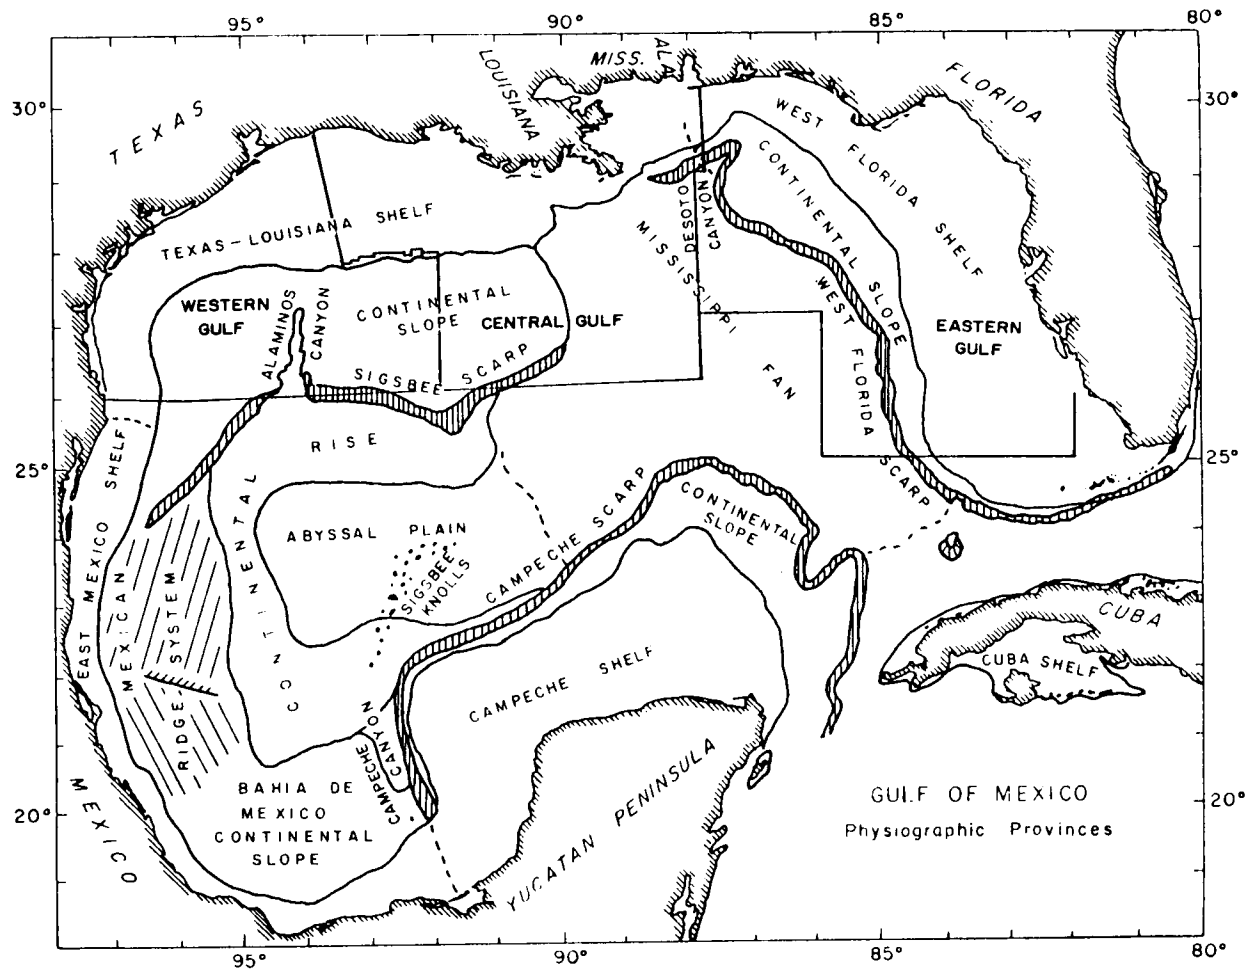 95°
90°
85°
80°
30°
30°
TEXAS
LOUISIANA
MISS.
ALA
FLORIDA
WEST FLORIDA SHELF
CONTINENTAL SLOPE
TEXAS-LOUISIANA SHELF
DESOTO
CANYON
MISSISSIPPI FAN
WESTERN
GULF
ALAMINOS
CANYON
CONTINENTAL
SLOPE
CENTRAL GULF
EASTERN
GULF
SIGSBEE SCARP
WEST FLORIDA SCARP
RISE
CONTINENTAL
25°
25°
EAST MEXICO SHELF
ABYSSAL PLAIN
SIGSBEE
KNOLLS
CAMPECHE SCARP
CONTINENTAL
SLOPE
MEXICAN
RIDGE SYSTEM
CUBA
CUBA SHELF
CAMPECHE SHELF
CAMPECHE
CANYON
YUCATAN PENINSULA
MEXICO
BAHIA DE
MEXICO
CONTINENTAL
SLOPE
GULF OF MEXICO
Physiographic Provinces
20°
20°
95°
90°
85°
80°